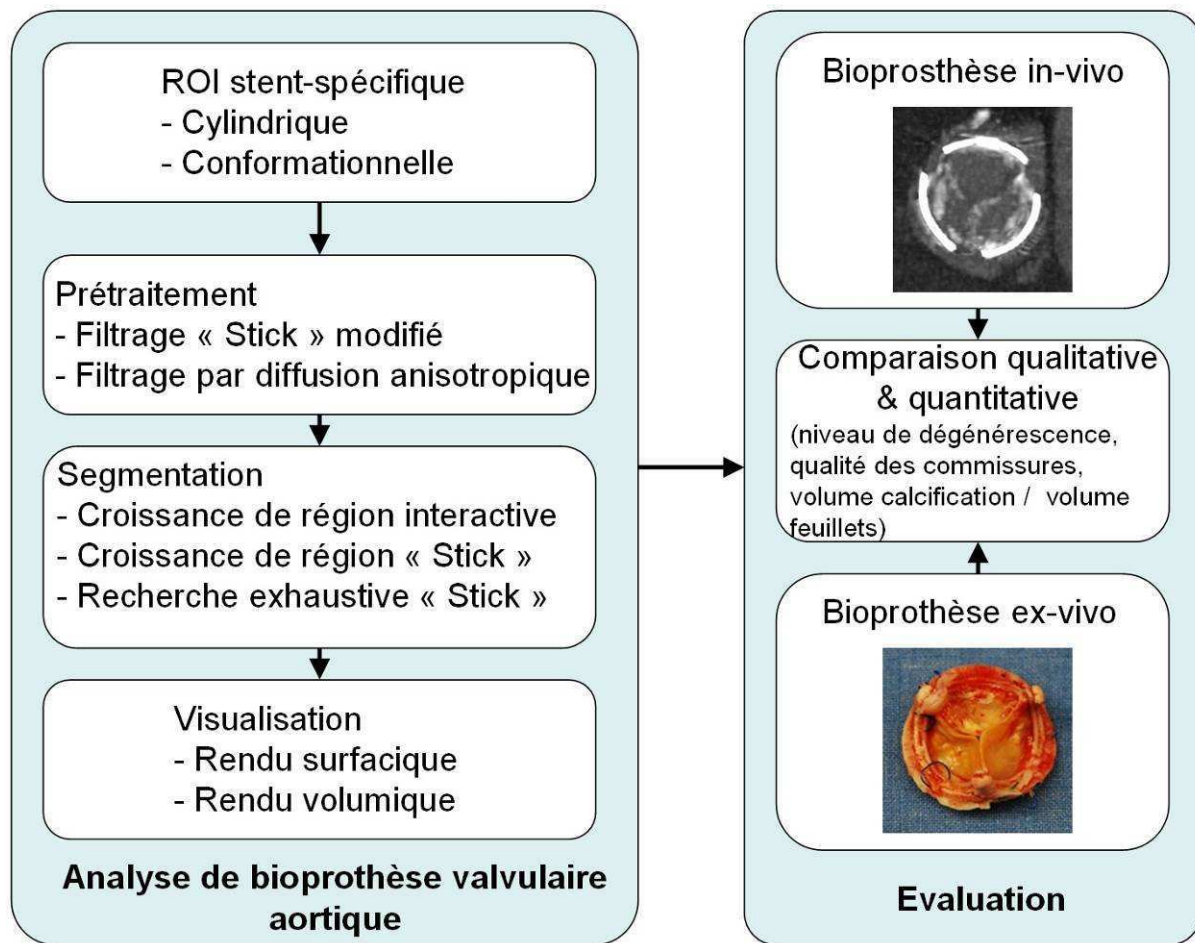 ROI stent-spécifique
- Cylindrique
- Conformationnelle
Prétraitement
- Filtrage « Stick » modifié
- Filtrage par diffusion anisotropique
Segmentation
- Croissance de région interactive
- Croissance de région « Stick »
- Recherche exhaustive « Stick »
Visualisation
- Rendu surfacique
- Rendu volumique
Analyse de bioprothèse valvulaire
aortique
Bioprosthèse in-vivo
Comparaison qualitative
& quantitative
(niveau de dégénérescence,
qualité des commissures,
volume calcification / volume
feuillets)
Bioprothèse ex-vivo
Evaluation